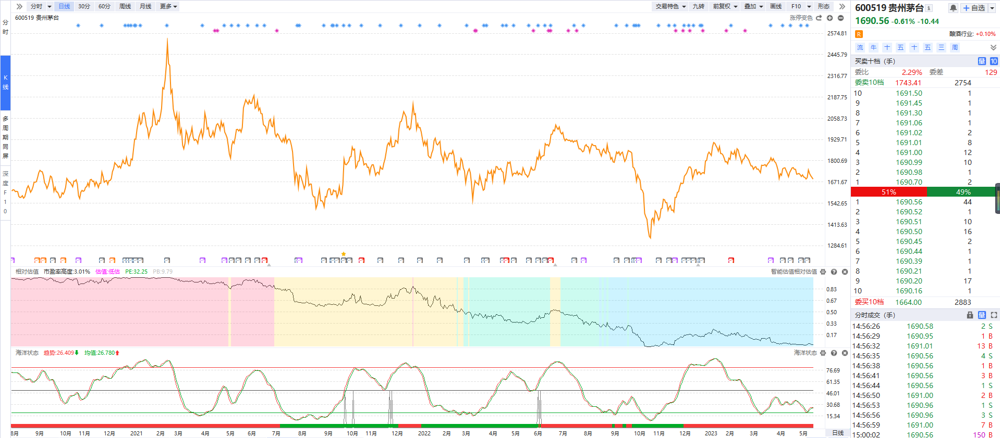 分时 日线 30分 60分 周线 月线 更多
交易特色 九转 前复权 叠加 画线 F10 形态
600519 贵州茅台
涨停变色
分时
K线
多周期同屏
深度F10
2574.81
2445.79
2316.77
2187.75
2058.73
1929.71
1800.69
1671.67
1542.65
1413.63
1284.61
相对估值 市盈率高度:3.01% 估值:低估 PE:32.25 PB:9.79
智能估值相对估值
0.83
0.67
0.50
0.33
0.17
海洋状态 趋势:26.409 均值:26.780
海洋状态
76.69
61.35
46.01
30.68
15.34
8月 9月 10月 11月 12月 2021 2月 3月 4月 5月 6月 7月 8月 9月 10月 11月 12月 2022 2月 3月 4月 5月 6月 7月 8月 9月 10月 11月 12月 2023 2月 3月 4月 5月
日线
600519 贵州茅台
自选
1690.56 -0.61% -10.44
R 酿酒行业: +0.10%
流 牛 十 五 十 五 三 周
买卖十档 (手) 量 10
委比 2.29% 委差 129
委卖10档 1743.41 2754
10 1691.50 1
9 1691.45 1
8 1691.30 1
7 1691.06 1
6 1691.02 2
5 1691.01 8
4 1691.00 12
3 1690.99 10
2 1690.98 1
1 1690.70 2
51% 49%
1 1690.56 44
2 1690.52 1
3 1690.51 10
4 1690.50 16
5 1690.45 2
6 1690.44 1
7 1690.39 1
8 1690.21 1
9 1690.20 17
10 1690.16 1
委买10档 1664.00 2883
分时成交 (手) 量
14:56:26 1690.58 2 S
14:56:29 1690.95 1 B
14:56:32 1691.01 13 B
14:56:35 1690.56 4 S
14:56:38 1690.56 1 B
14:56:41 1690.56 3 B
14:56:44 1690.56 1 S
14:56:50 1691.00 2 B
14:56:53 1690.96 1 S
14:56:56 1690.96 3 S
14:56:59 1691.00 7 B
15:00:02 1690.56 150 B